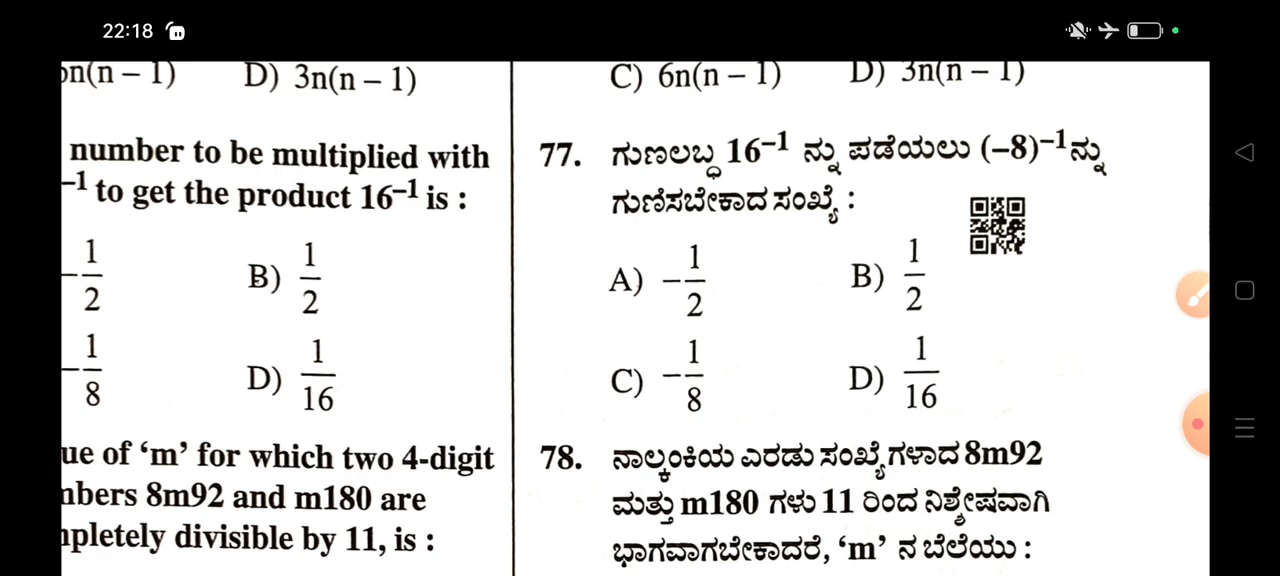 22:18
n(n – 1) D) 3n(n – 1)
number to be multiplied with
–1 to get the product 16–1 is :
–1/2 B) 1/2
–1/8 D) 1/16
ue of ‘m’ for which two 4-digit
nbers 8m92 and m180 are
pletely divisible by 11, is :
C) 6n(n – 1) D) 3n(n – 1)
77. ಗುಣಲಬ್ಧ 16–1 ನ್ನು ಪಡೆಯಲು (–8)–1ನ್ನು
ಗುಣಿಸಬೇಕಾದ ಸಂಖ್ಯೆ :
A) –1/2 B) 1/2
C) –1/8 D) 1/16
78. ನಾಲ್ಕಂಕಿಯ ಎರಡು ಸಂಖ್ಯೆಗಳಾದ 8m92
ಮತ್ತು m180 ಗಳು 11 ರಿಂದ ನಿಶ್ಶೇಷವಾಗಿ
ಭಾಗವಾಗಬೇಕಾದರೆ, ‘m’ ನ ಬೆಲೆಯು :